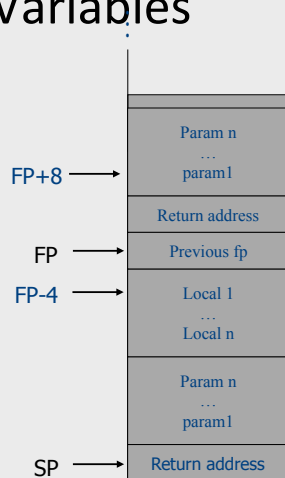 variables
Param n
…
param1
FP+8
Return address
FP
Previous fp
FP-4
Local 1
…
Local n
Param n
…
param1
SP
Return address